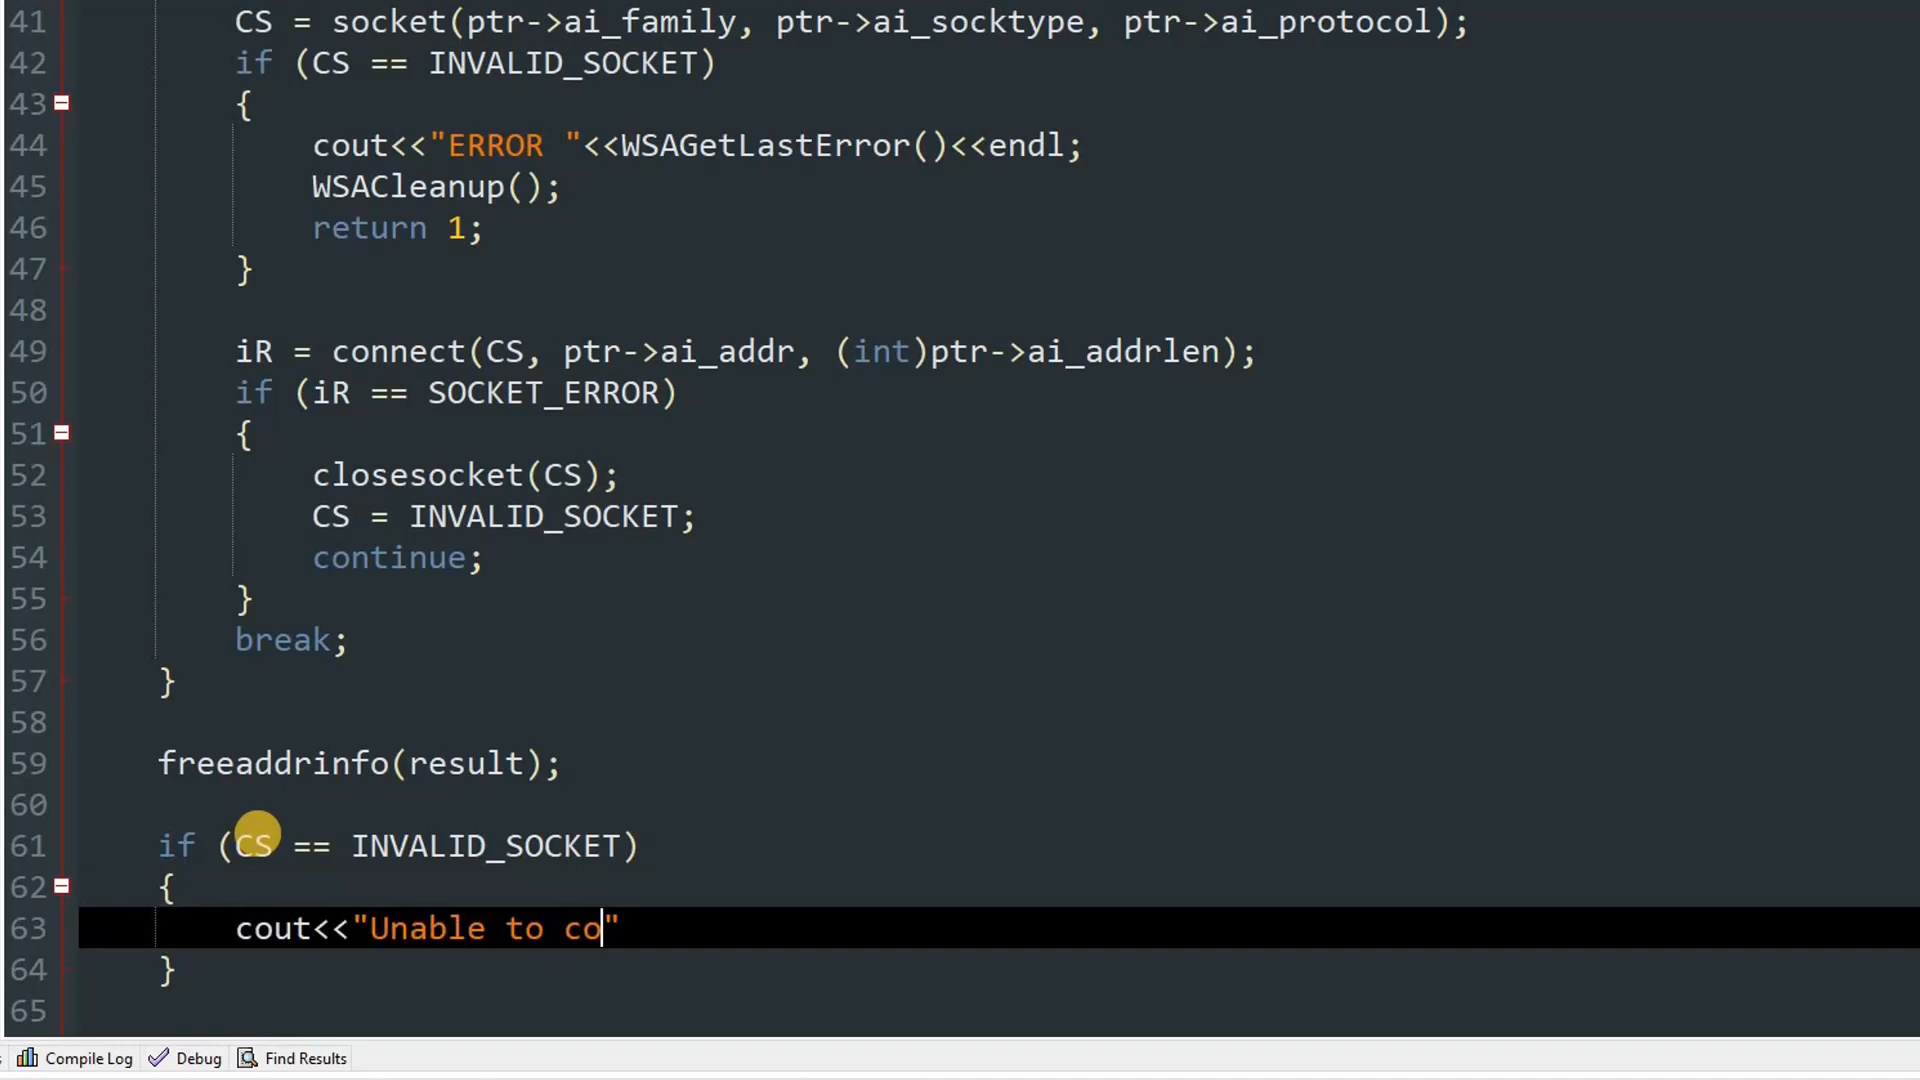 41 CS = socket(ptr->ai_family, ptr->ai_socktype, ptr->ai_protocol);
42 if (CS == INVALID_SOCKET)
43 {
44 cout<<"ERROR "<<WSAGetLastError()<<endl;
45 WSACleanup();
46 return 1;
47 }
48
49 iR = connect(CS, ptr->ai_addr, (int)ptr->ai_addrlen);
50 if (iR == SOCKET_ERROR)
51 {
52 closesocket(CS);
53 CS = INVALID_SOCKET;
54 continue;
55 }
56 break;
57 }
58
59 freeaddrinfo(result);
60
61 if (CS == INVALID_SOCKET)
62 {
63 cout<<"Unable to co"
64 }
65
Compile Log Debug Find Results